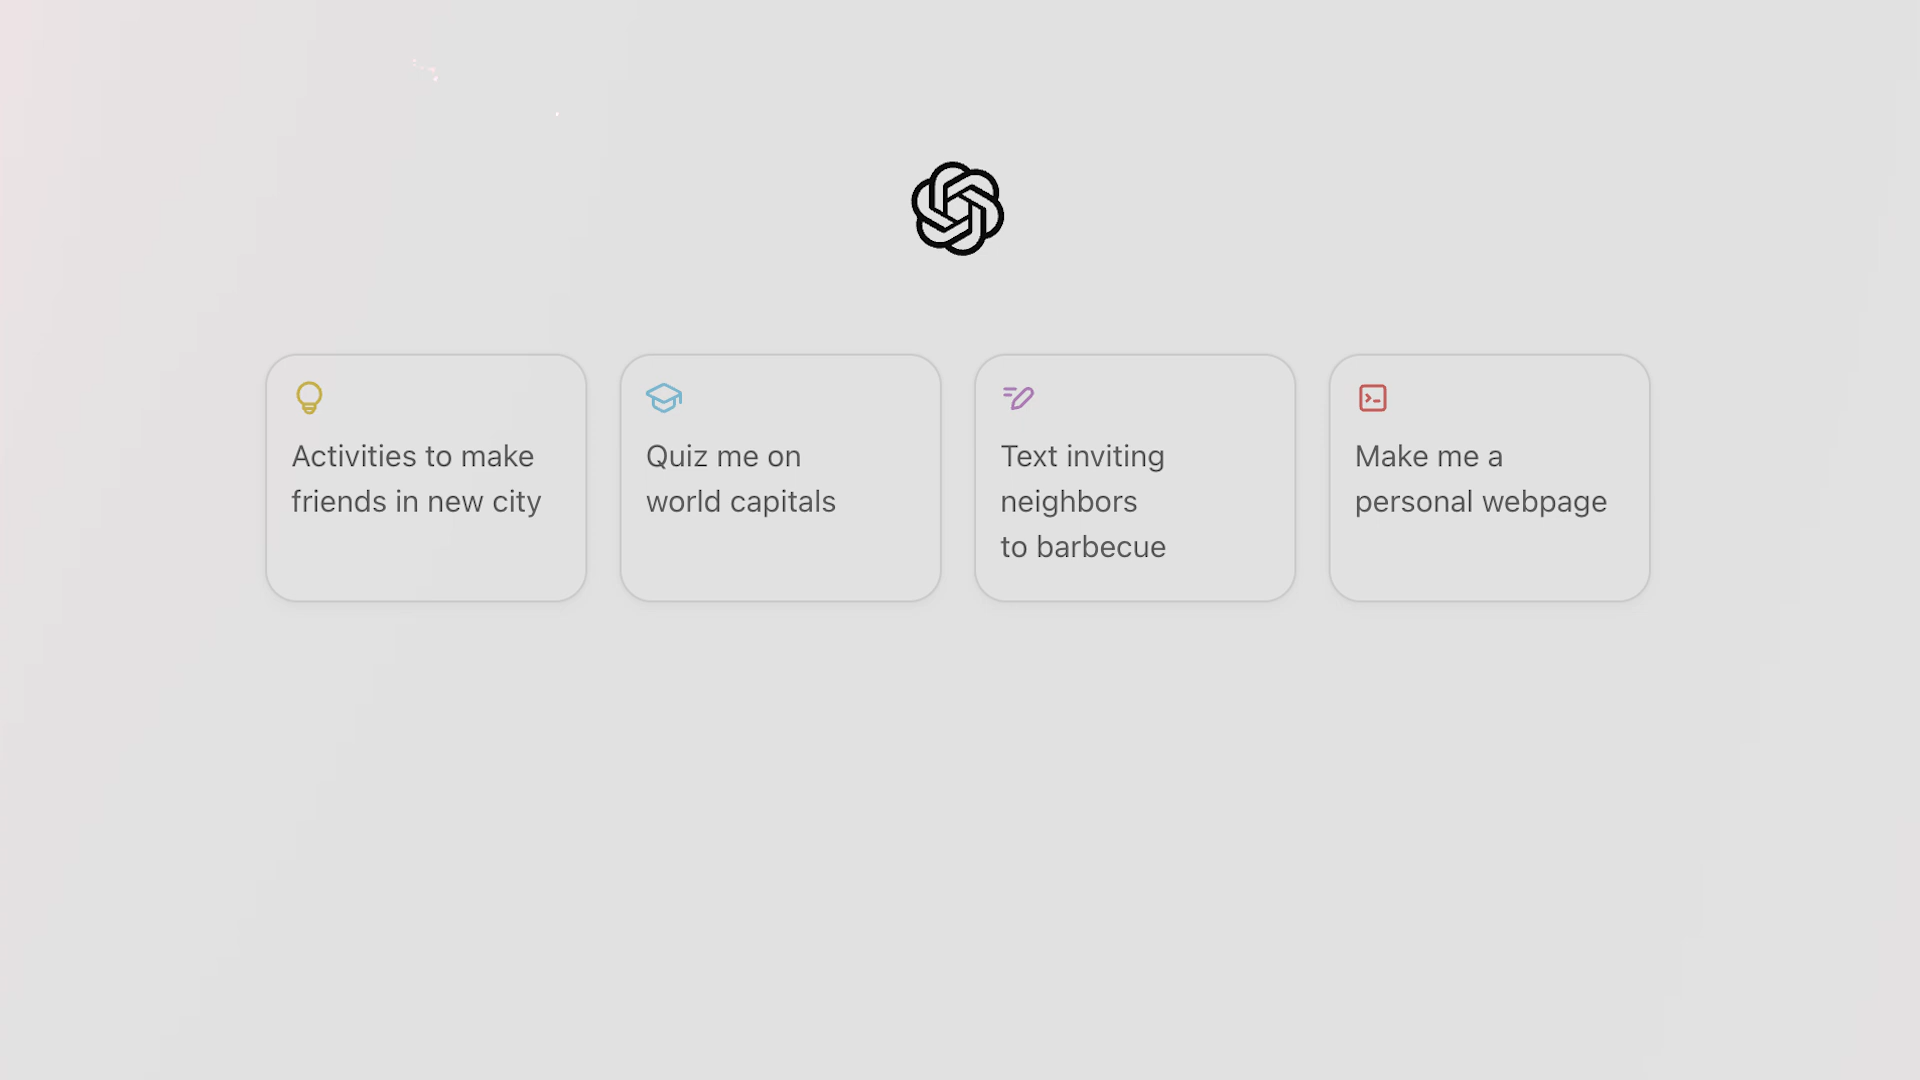 Activities to make
friends in new city
Quiz me on
world capitals
Text inviting
neighbors
to barbecue
Make me a
personal webpage